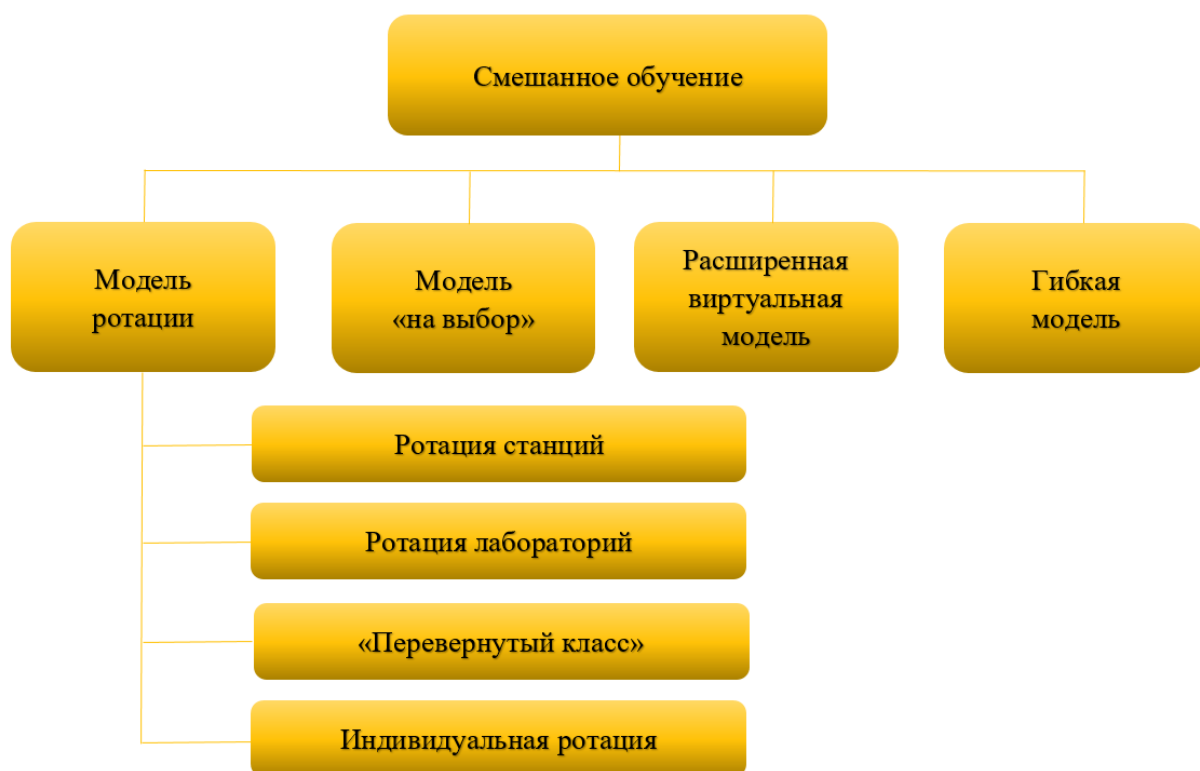 Смешанное обучение
Модель
ротации
Модель
«на выбор»
Расширенная
виртуальная
модель
Гибкая
модель
Ротация станций
Ротация лабораторий
«Перевернутый класс»
Индивидуальная ротация